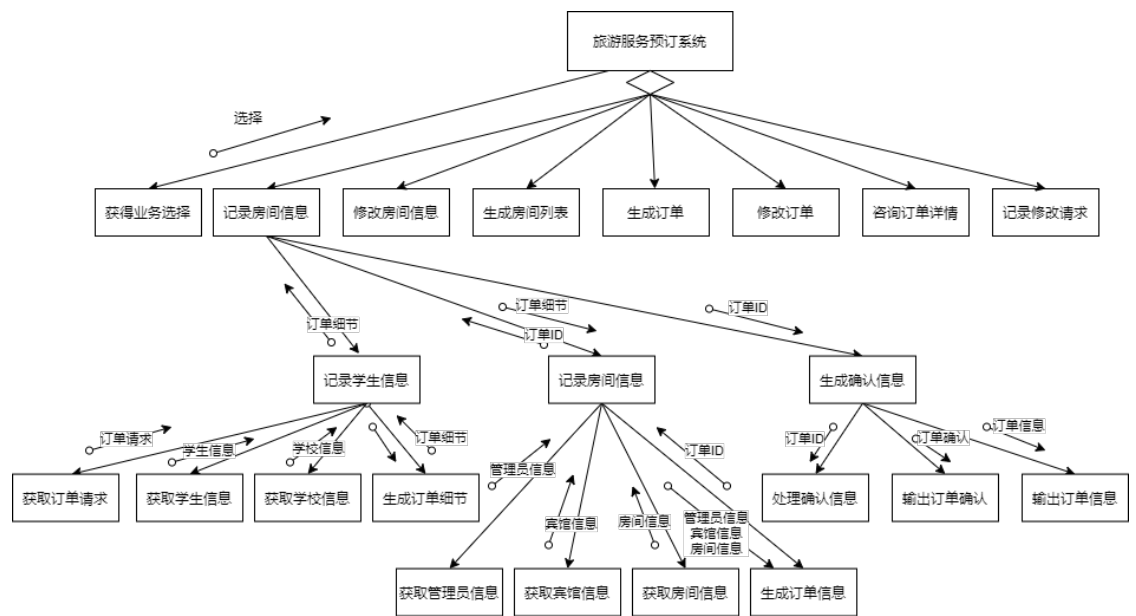 旅游服务预订系统
选择
获得业务选择
记录房间信息
修改房间信息
生成房间列表
生成订单
修改订单
咨询订单详情
记录修改请求
订单细节
订单细节
订单ID
订单ID
记录学生信息
记录房间信息
生成确认信息
订单请求
学生信息
学校信息
订单细节
管理员信息
订单ID
订单ID
订单确认
订单信息
获取订单请求
获取学生信息
获取学校信息
生成订单细节
处理确认信息
输出订单确认
输出订单信息
宾馆信息
房间信息
管理员信息
宾馆信息
房间信息
获取管理员信息
获取宾馆信息
获取房间信息
生成订单信息